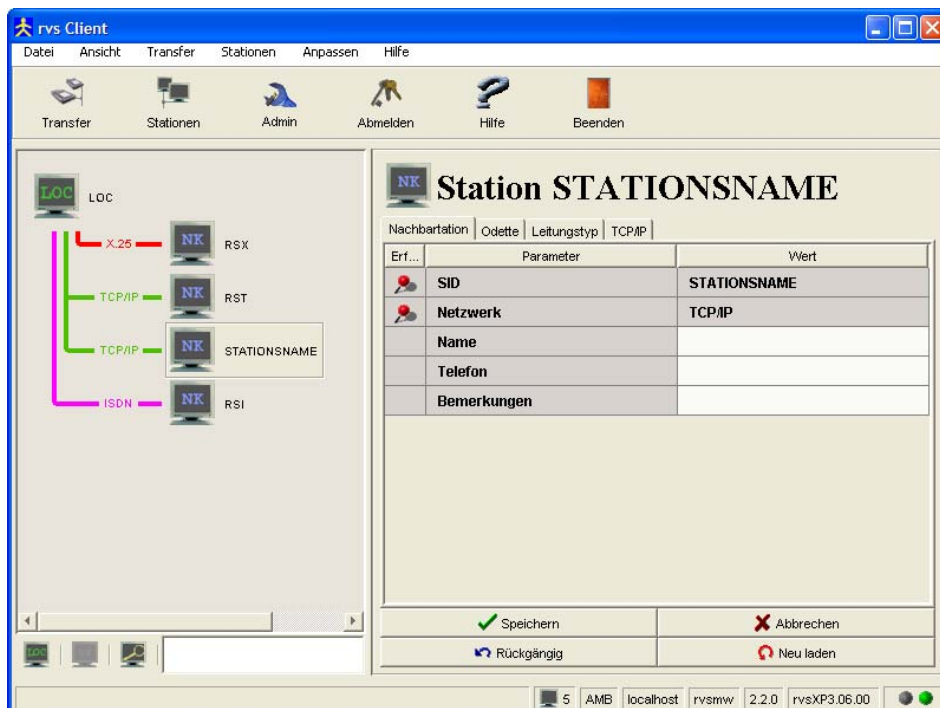 rvs Client
Datei Ansicht Transfer Stationen Anpassen Hilfe
Transfer Stationen Admin Abmelden Hilfe Beenden
LOC LOC
X.25 NK RSX
TCP/IP NK RST
TCP/IP NK STATIONSNAME
ISDN NK RSI
NK Station STATIONSNAME
Nachbartation Odette Leitungstyp TCP/IP
Erf... Parameter Wert
SID STATIONSNAME
Netzwerk TCP/IP
Name
Telefon
Bemerkungen
Speichern Abbrechen
Rückgängig Neu laden
LOC NK
5 AMB localhost rvsmw 2.2.0 rvsXP3.06.00